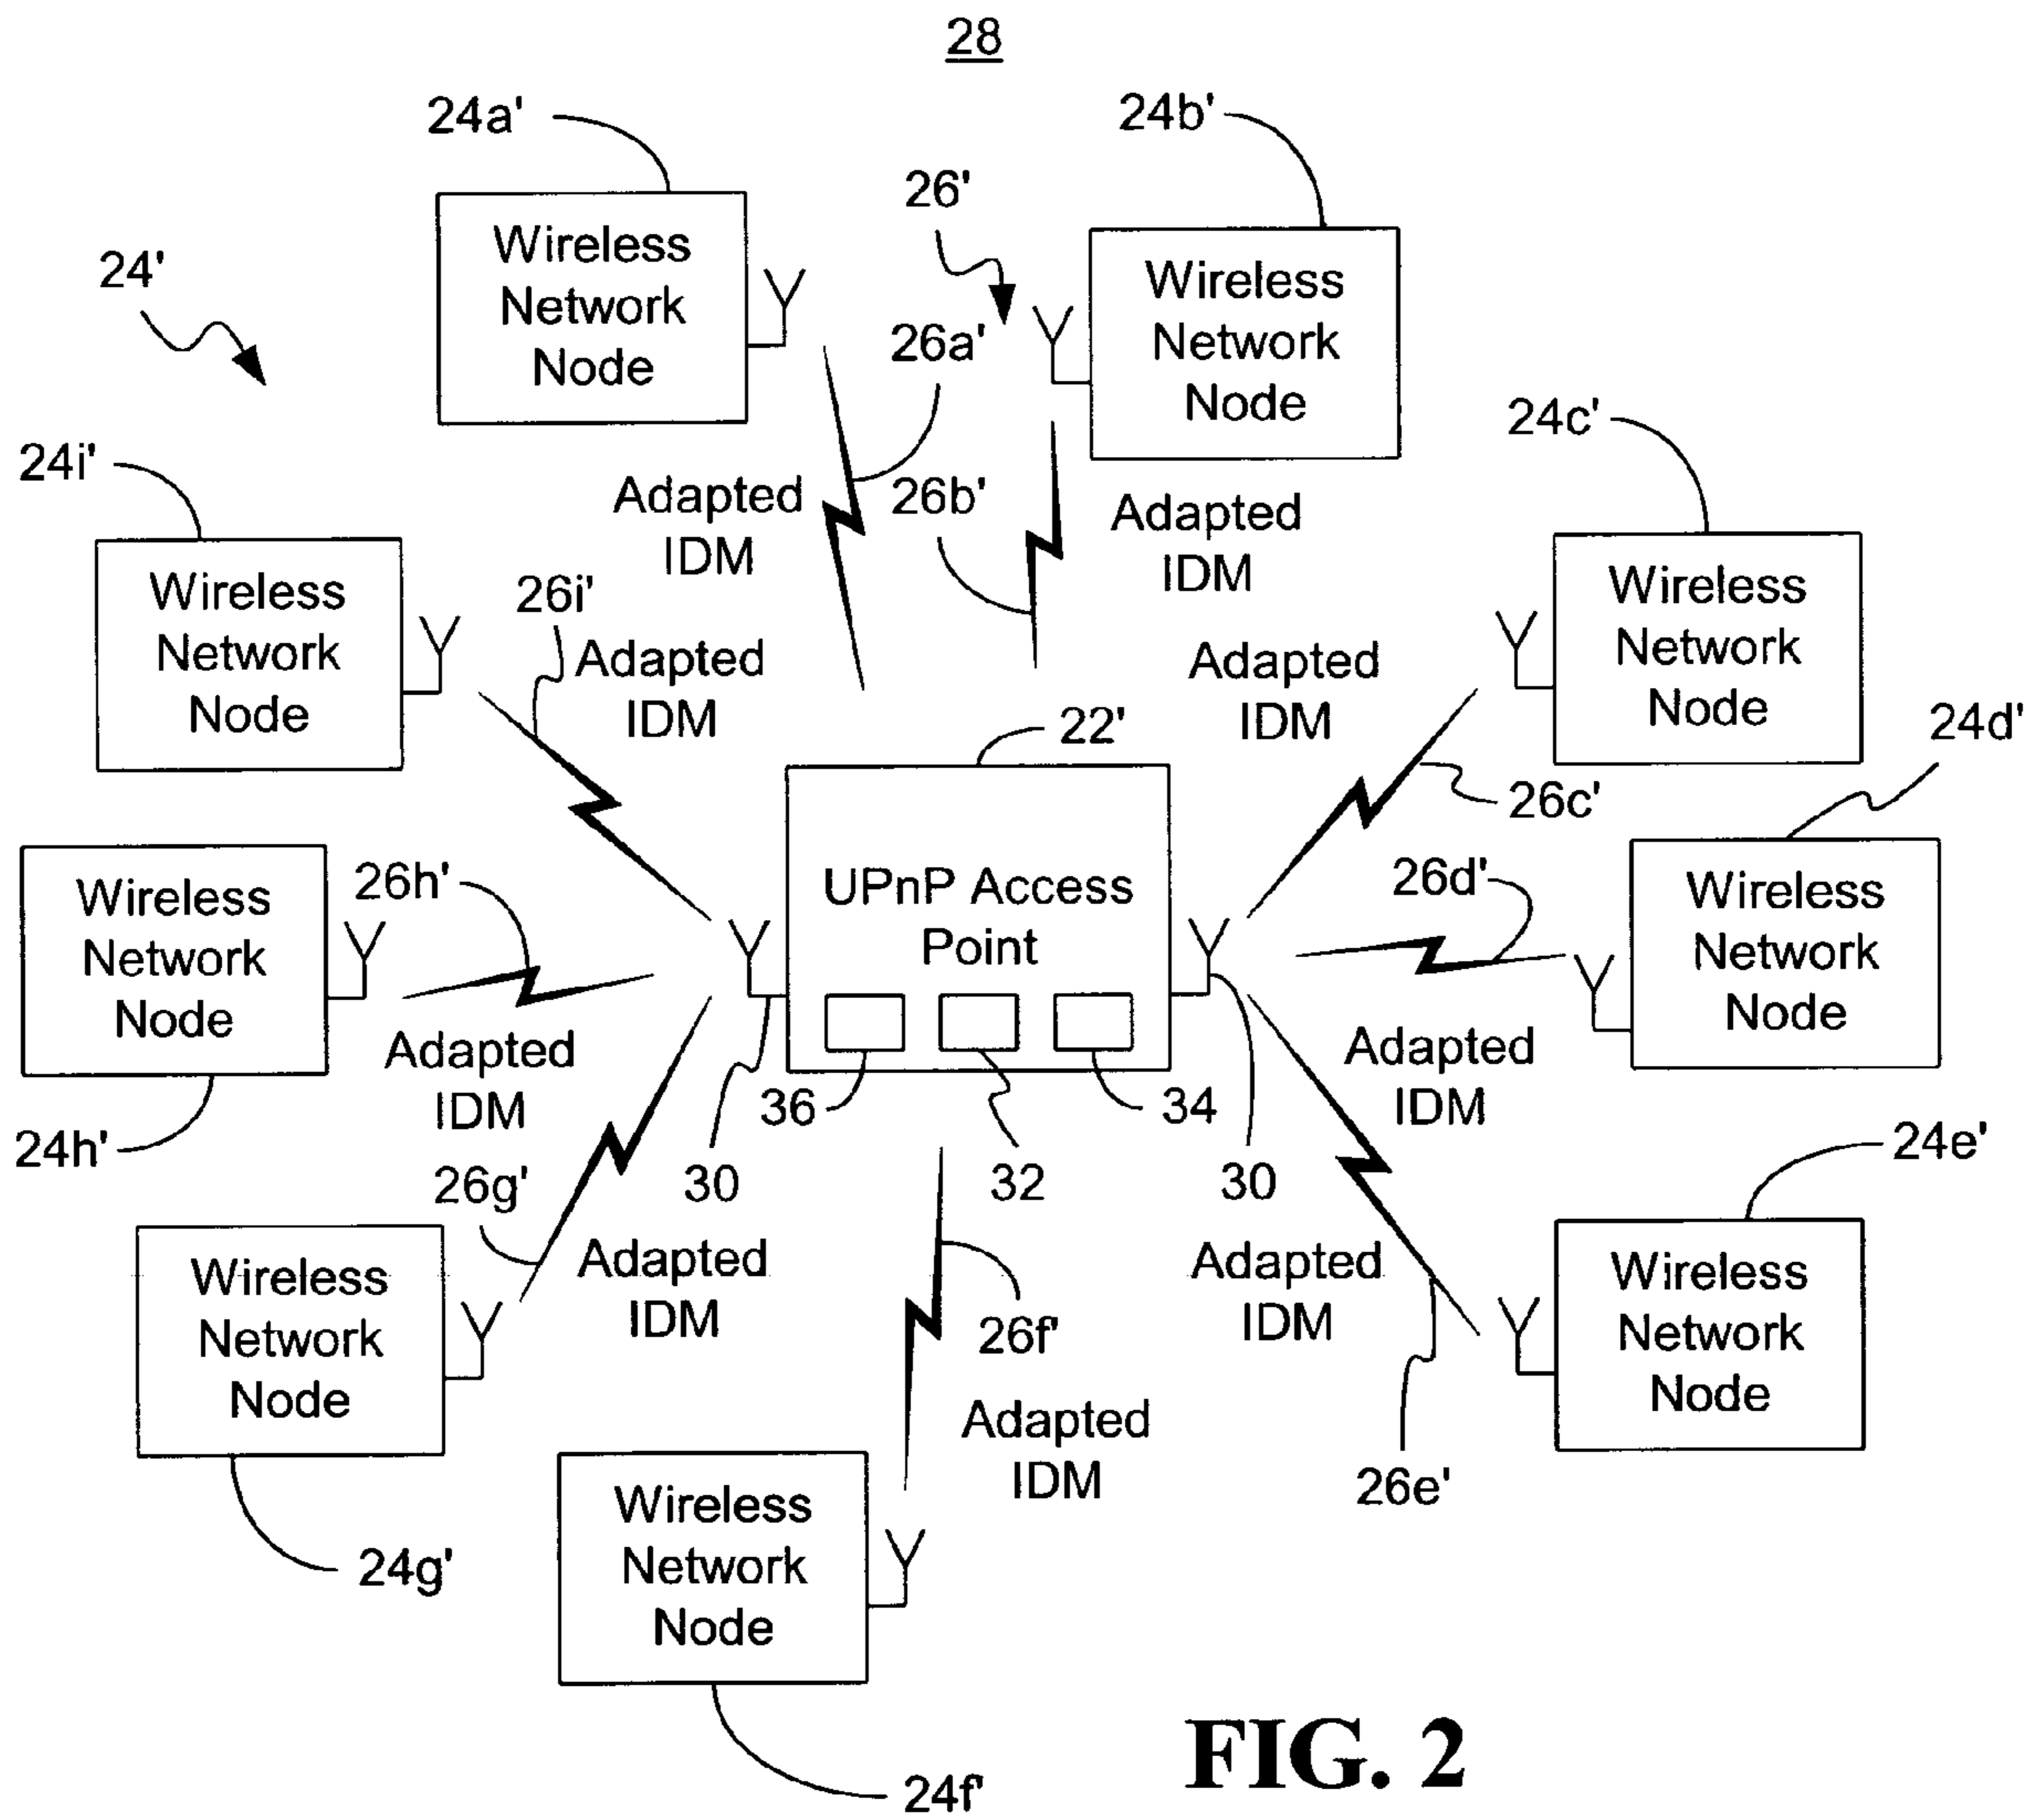 28
24a'
24b'
26'
24'
Wireless
Network
Node
Wireless
Network
Node
26a'
24c'
24i'
Adapted
IDM
26b'
Adapted
IDM
Wireless
Network
Node
26i'
Adapted
IDM
Adapted
IDM
Wireless
Network
Node
22'
24d'
26c'
26h'
Wireless
Network
Node
UPnP Access
Point
26d'
Wireless
Network
Node
Adapted
IDM
Adapted
IDM
36
34
24h'
26g'
30
32
30
24e'
Wireless
Network
Node
Adapted
IDM
26f'
Adapted
IDM
Wireless
Network
Node
Adapted
IDM
26e'
24g'
Wireless
Network
Node
24f'
FIG. 2